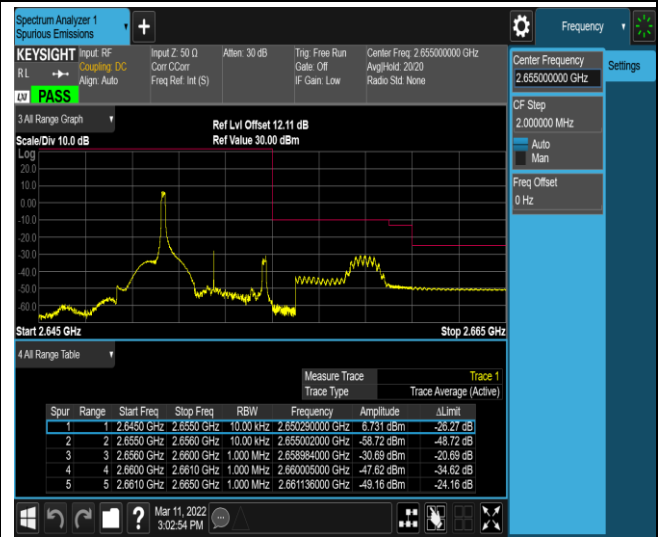 Spectrum Analyzer 1
Spurious Emissions
+
Frequency
KEYSIGHT Input: RF Input Z: 50 Ω Atten: 30 dB Trig: Free Run Center Freq: 2.655000000 GHz
RL Coupling: DC Corr CCorr Gate: Off Avg|Hold: 20/20
Align: Auto Freq Ref: Int (S) IF Gain: Low Radio Std: None
LXI PASS
Center Frequency
2.655000000 GHz
Settings
CF Step
2.000000 MHz
Auto
Man
Freq Offset
0 Hz
3 All Range Graph
Ref Lvl Offset 12.11 dB
Scale/Div 10.0 dB Ref Value 30.00 dBm
Log
20.0
10.0
0.00
-10.0
-20.0
-30.0
-40.0
-50.0
-60.0
Start 2.645 GHz Stop 2.665 GHz
4 All Range Table
Measure Trace Trace 1
Trace Type Trace Average (Active)
Spur Range Start Freq Stop Freq RBW Frequency Amplitude ΔLimit
1 1 2.6450 GHz 2.6550 GHz 10.00 kHz 2.650290000 GHz 6.731 dBm -26.27 dB
2 2 2.6550 GHz 2.6560 GHz 10.00 kHz 2.655002000 GHz -58.72 dBm -48.72 dB
3 3 2.6560 GHz 2.6600 GHz 1.000 MHz 2.658984000 GHz -30.69 dBm -20.69 dB
4 4 2.6600 GHz 2.6610 GHz 1.000 MHz 2.660005000 GHz -47.62 dBm -34.62 dB
5 5 2.6610 GHz 2.6650 GHz 1.000 MHz 2.661136000 GHz -49.16 dBm -24.16 dB
? Mar 11, 2022
3:02:54 PM